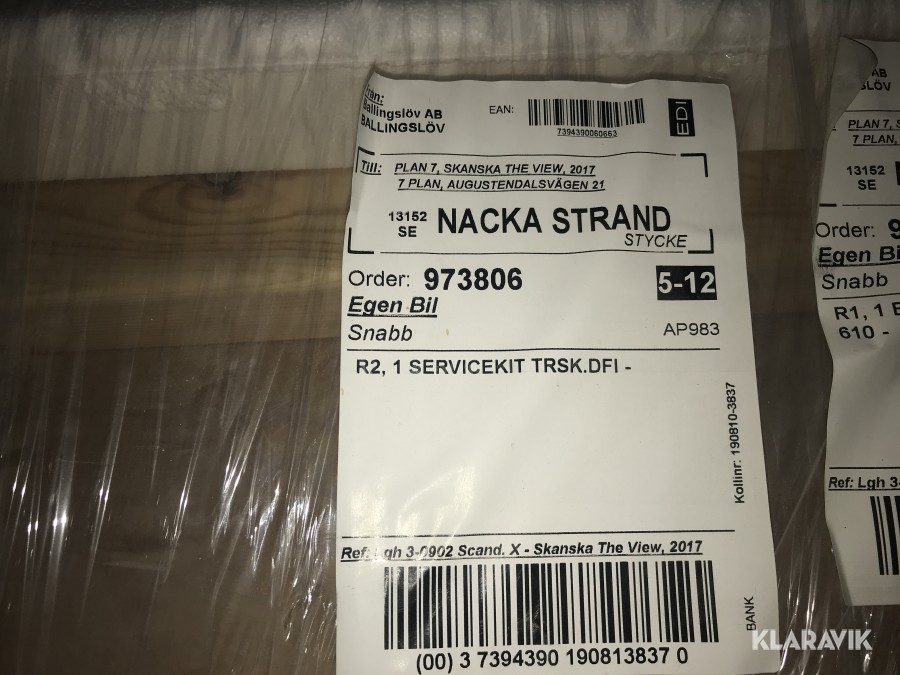 Från:
Ballingslöv AB
BALLINGSLÖV
EAN:
7394390060663
EDI
Till: PLAN 7, SKANSKA THE VIEW, 2017
7 PLAN, AUGUSTENDALSVÄGEN 21
13152
SE
NACKA STRAND
STYCKE
Order: 973806
5-12
Egen Bil
Snabb
AP983
R2, 1 SERVICEKIT TRSK.DFI -
Kollinr: 190810-3837
Ref: Lgh 3-0902 Scand. X - Skanska The View, 2017
BANK
(00) 3 7394390 190813837 0
AB
SLÖV
PLAN 7, S
7 PLAN,
13152
SE
Order: 9
Egen Bil
Snabb
R1, 1
610 -
Ref: Lgh 3-
KLARAVIK